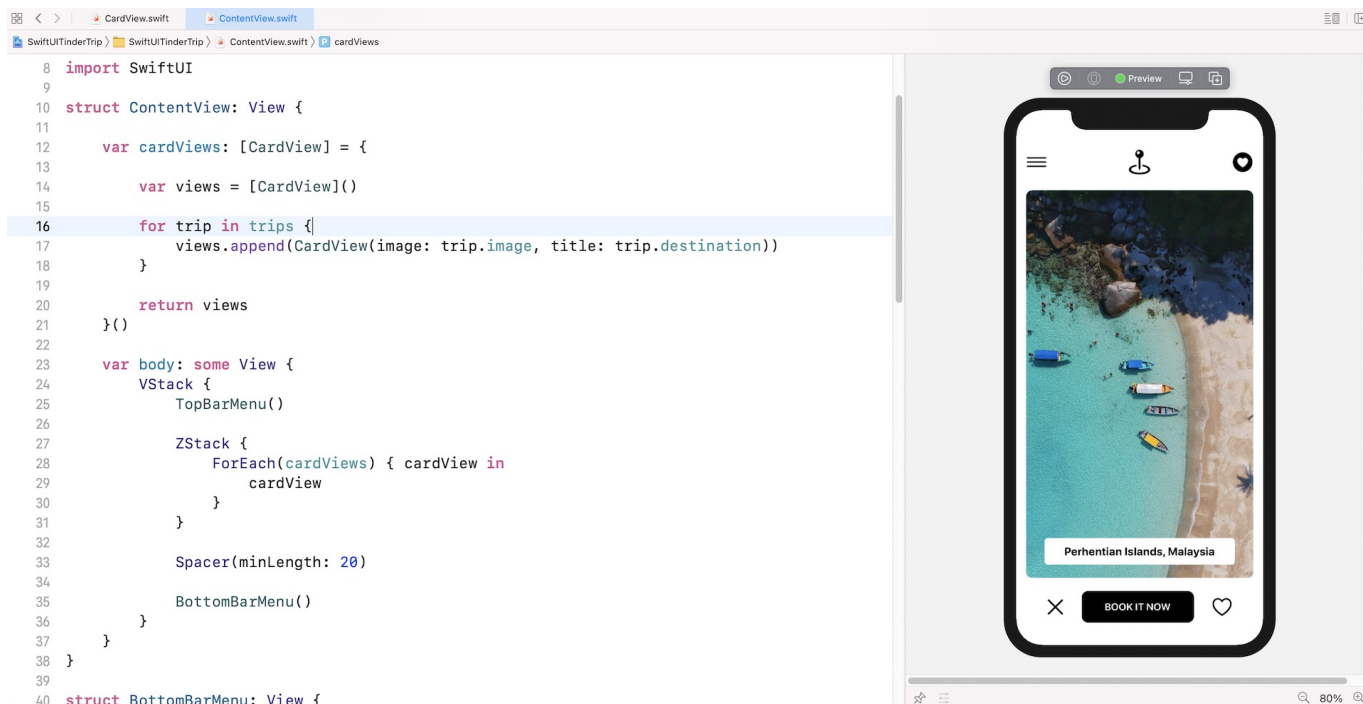 CardView.swift
ContentView.swift
SwiftUITinderTrip
SwiftUITinderTrip
ContentView.swift
cardViews
8 import SwiftUI
9
10 struct ContentView: View {
11
12 var cardViews: [CardView] = {
13
14 var views = [CardView]()
15
16 for trip in trips {
17 views.append(CardView(image: trip.image, title: trip.destination))
18 }
19
20 return views
21 }()
22
23 var body: some View {
24 VStack {
25 TopBarMenu()
26
27 ZStack {
28 ForEach(cardViews) { cardView in
29 cardView
30 }
31 }
32
33 Spacer(minLength: 20)
34
35 BottomBarMenu()
36 }
37 }
38 }
39
40 struct BottomBarMenu: View {
Preview
Perhentian Islands, Malaysia
BOOK IT NOW
80%